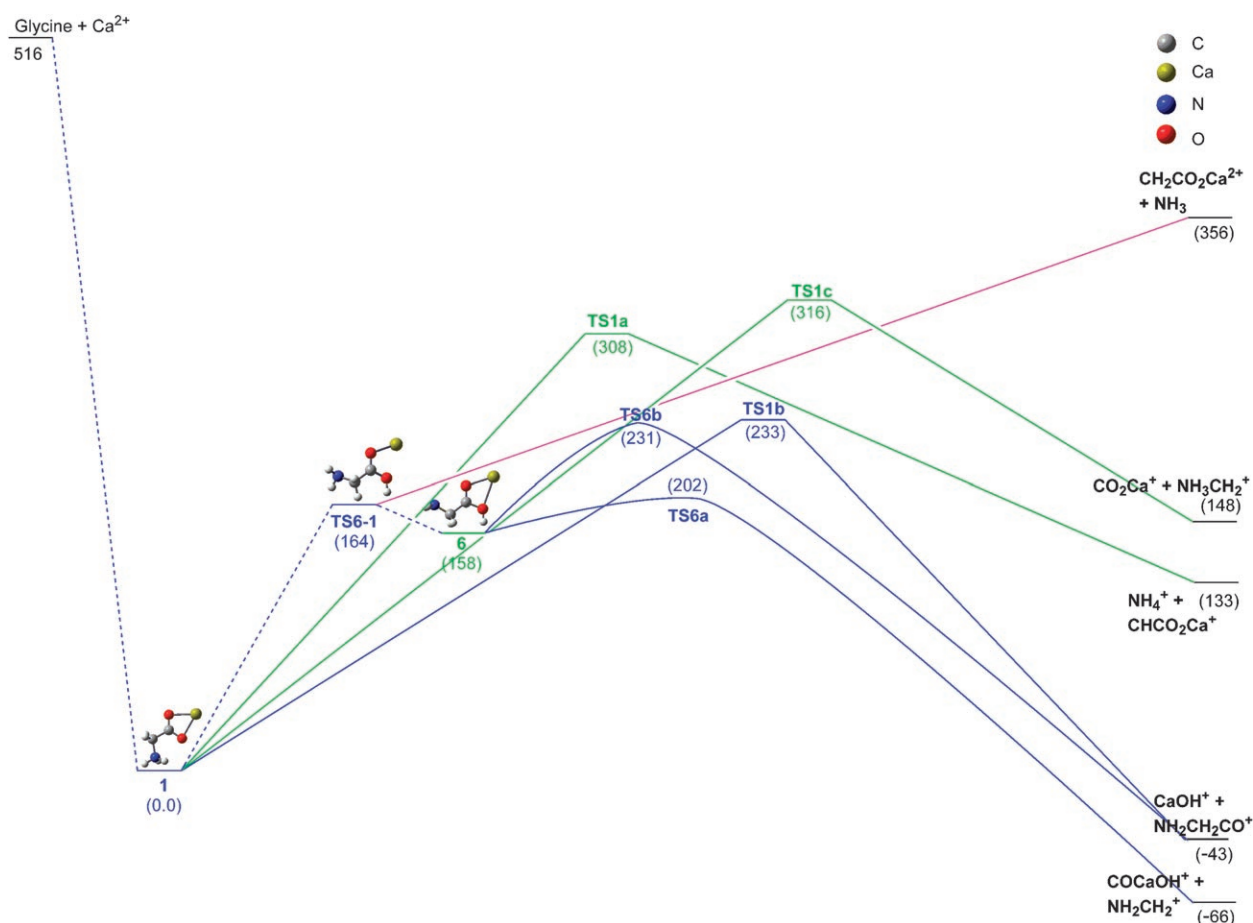 Glycine + Ca²⁺
516
C
Ca
N
O
CH₂CO₂Ca²⁺
+ NH₃
(356)
TS1c
(316)
TS1a
(308)
TS6b
(231)
TS1b
(233)
(202)
TS6a
TS6-1
(164)
6
(158)
CO₂Ca⁺ + NH₃CH₂⁺
(148)
NH₄⁺ + (133)
CHCO₂Ca⁺
1
(0.0)
CaOH⁺ +
NH₂CH₂CO⁺
(-43)
COCaOH⁺ +
NH₂CH₂⁺
(-66)